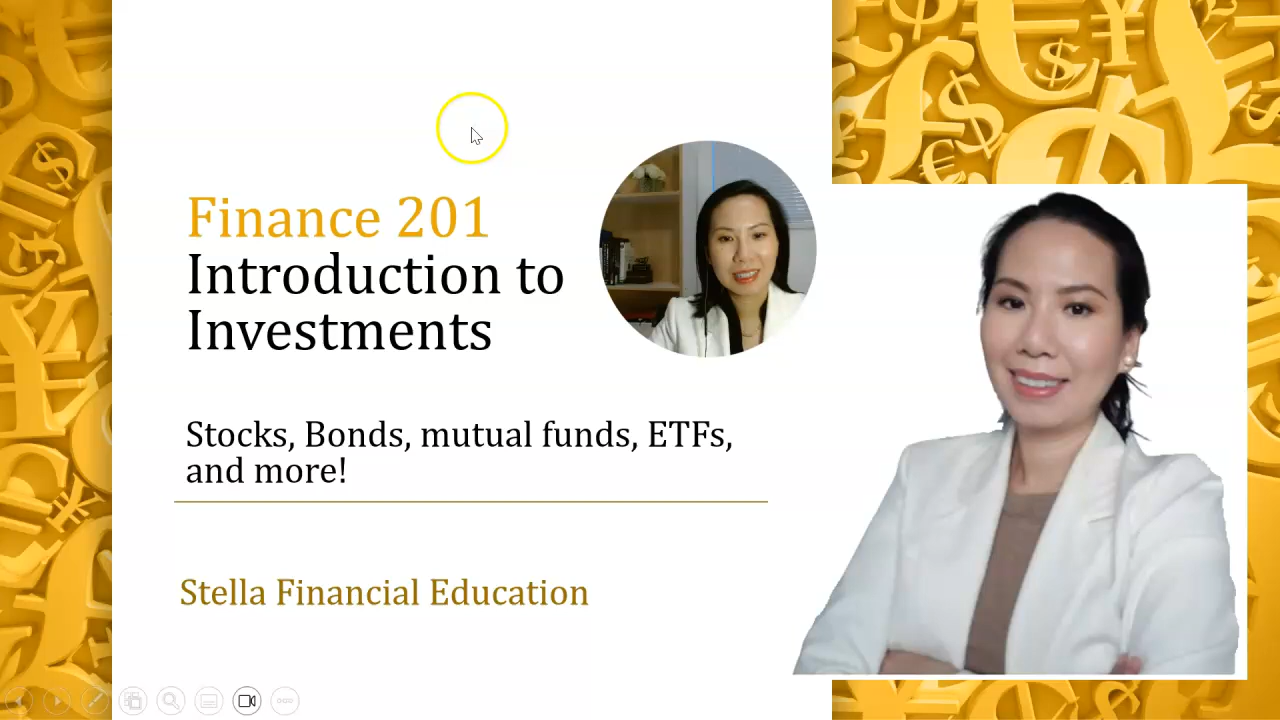 Finance 201
Introduction to
Investments
Stocks, Bonds, mutual funds, ETFs,
and more!
Stella Financial Education